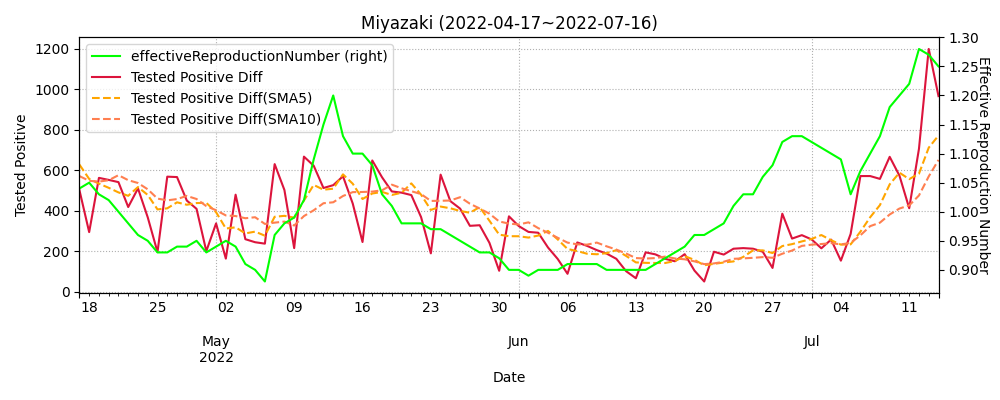 Miyazaki (2022-04-17~2022-07-16)
effectiveReproductionNumber (right)
Tested Positive Diff
Tested Positive Diff(SMA5)
Tested Positive Diff(SMA10)
Tested Positive
1200
1000
800
600
400
200
0
1.30
1.25
1.20
1.15
1.10
1.05
1.00
0.95
0.90
Effective Reproduction Number
18 25 02 09 16 23 30 06 13 20 27 04 11
May Jun Jul
2022
Date